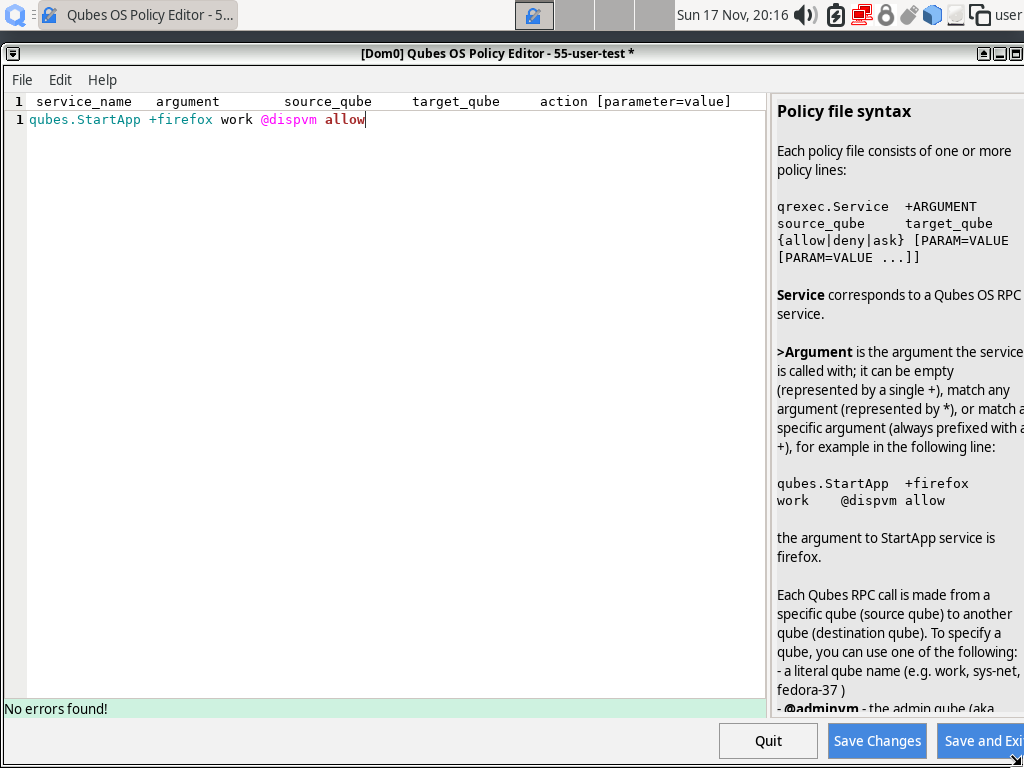 Qubes OS Policy Editor - 5...
Sun 17 Nov, 20:16
user
[Dom0] Qubes OS Policy Editor - 55-user-test *
File Edit Help
1 service_name argument source_qube target_qube action [parameter=value]
1 qubes.StartApp +firefox work @dispvm allow
Policy file syntax
Each policy file consists of one or more
policy lines:
qrexec.Service +ARGUMENT
source_qube target_qube
{allow|deny|ask} [PARAM=VALUE
[PARAM=VALUE ...]]
Service corresponds to a Qubes OS RPC
service.
>Argument is the argument the service
is called with; it can be empty
(represented by a single +), match any
argument (represented by *), or match a
specific argument (always prefixed with a
+), for example in the following line:
qubes.StartApp +firefox
work @dispvm allow
the argument to StartApp service is
firefox.
Each Qubes RPC call is made from a
specific qube (source qube) to another
qube (destination qube). To specify a
qube, you can use one of the following:
- a literal qube name (e.g. work, sys-net,
fedora-37 )
- @adminvm - the admin qube (aka
No errors found!
Quit
Save Changes
Save and Exi